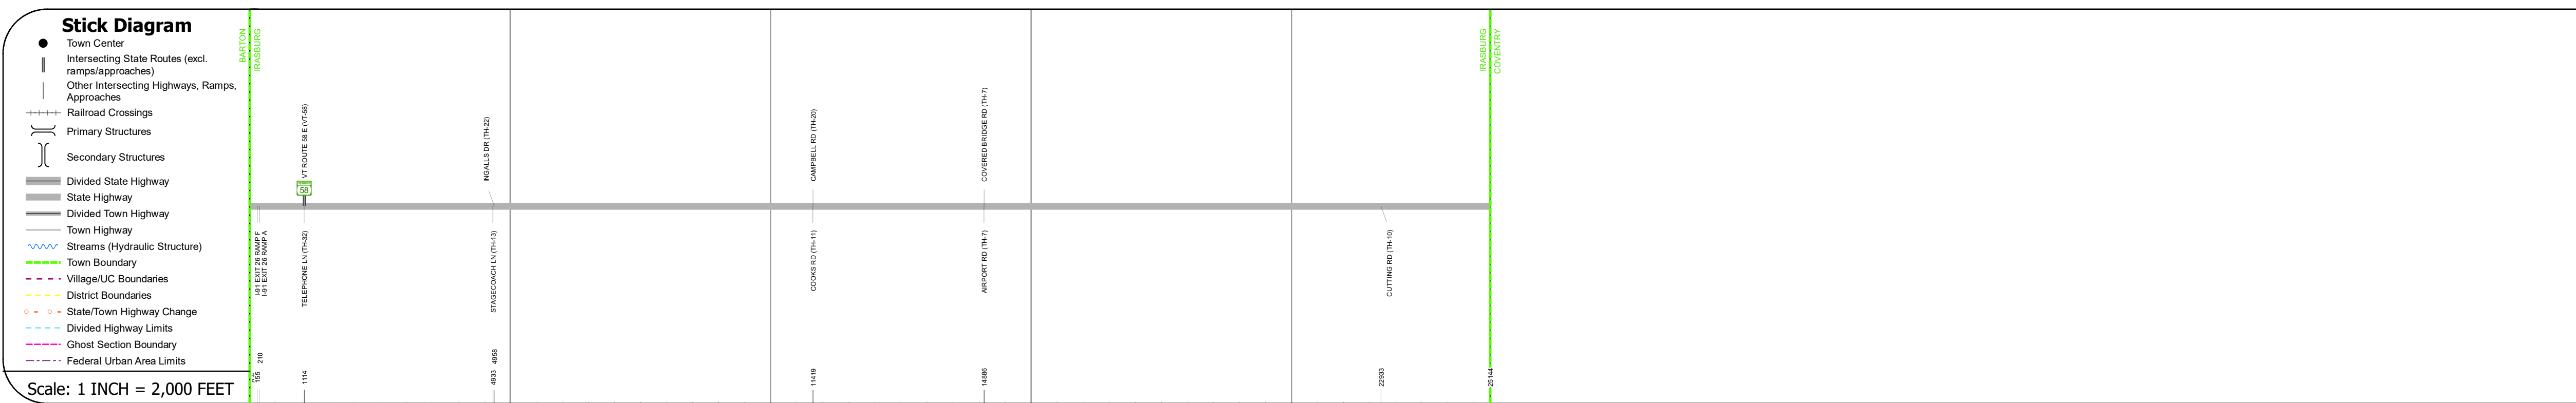 Stick Diagram
Town Center
Intersecting State Routes (excl.
ramps/approaches)
Other Intersecting Highways, Ramps,
Approaches
Railroad Crossings
Primary Structures
Secondary Structures
Divided State Highway
State Highway
Divided Town Highway
Town Highway
Streams (Hydraulic Structure)
Town Boundary
Village/UC Boundaries
District Boundaries
State/Town Highway Change
Divided Highway Limits
Ghost Section Boundary
Federal Urban Area Limits
Scale: 1 INCH = 2,000 FEET
BARTON
IRASBURG
IRASBURG
COVENTRY
VT ROUTE 58 E (VT-58)
58
INGALLS DR (TH-22)
CAMPBELL RD (TH-20)
COVERED BRIDGE RD (TH-7)
I-91 EXIT 26 RAMP F
I-91 EXIT 26 RAMP A
TELEPHONE LN (TH-32)
STAGECOACH LN (TH-13)
COOKS RD (TH-11)
AIRPORT RD (TH-7)
CUTTING RD (TH-10)
155
210
1114
4933
4958
11419
14886
22933
25144